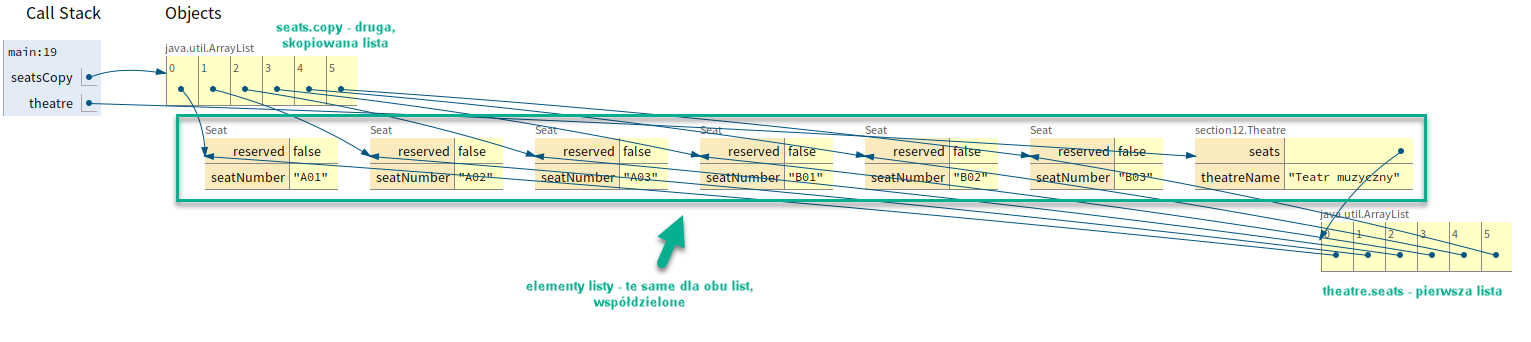 Call Stack
Objects
seats.copy - druga,
skopiowana lista
main:19
java.util.ArrayList
seatsCopy
0 1 2 3 4 5
theatre
Seat Seat Seat Seat Seat Seat section12.Theatre
reserved false reserved false reserved false reserved false reserved false reserved false seats
seatNumber "A01" seatNumber "A02" seatNumber "A03" seatNumber "B01" seatNumber "B02" seatNumber "B03" theatreName "Teatr muzyczny"
java.util.ArrayList
0 1 2 3 4 5
elementy listy - te same dla obu list,
współdzielone
theatre.seats - pierwsza lista